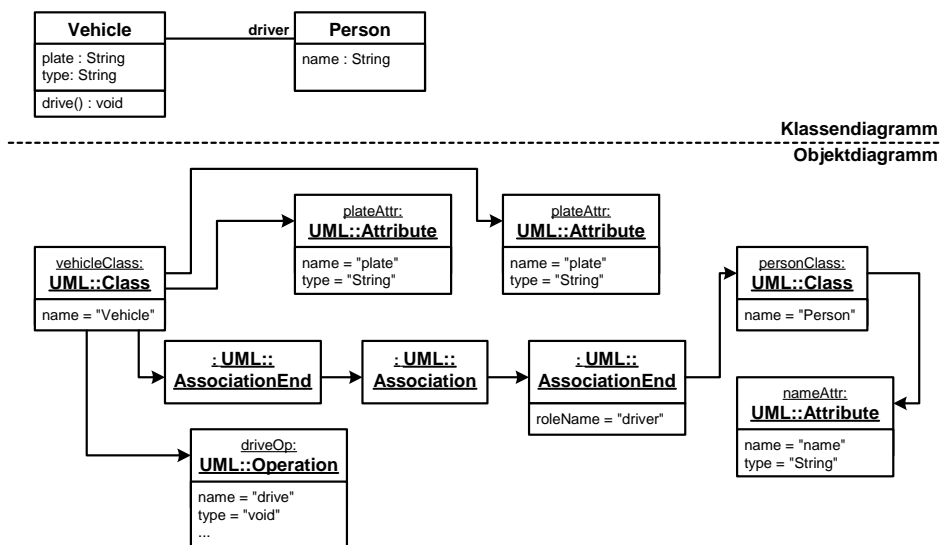 Vehicle
plate : String
type: String
drive() : void
driver
Person
name : String
Klassendiagramm
Objektdiagramm
plateAttr:
UML::Attribute
name = "plate"
type = "String"
plateAttr:
UML::Attribute
name = "plate"
type = "String"
vehicleClass:
UML::Class
name = "Vehicle"
personClass:
UML::Class
name = "Person"
: UML::
AssociationEnd
: UML::
Association
: UML::
AssociationEnd
roleName = "driver"
nameAttr:
UML::Attribute
name = "name"
type = "String"
driveOp:
UML::Operation
name = "drive"
type = "void"
...